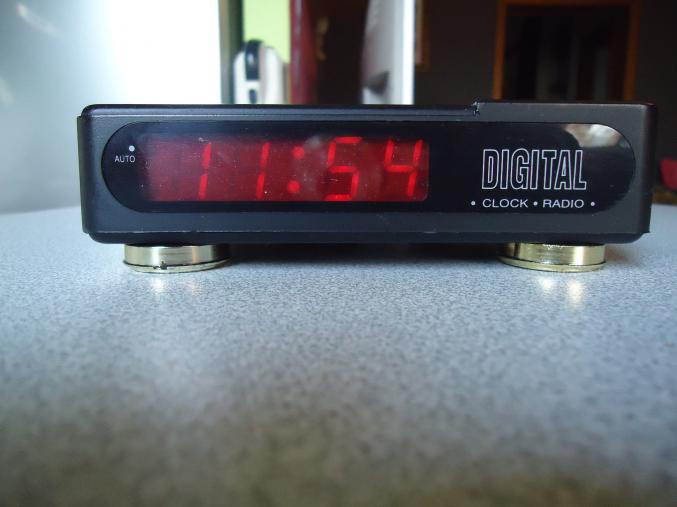 AUTO
11:54
DIGITAL
• CLOCK • RADIO •